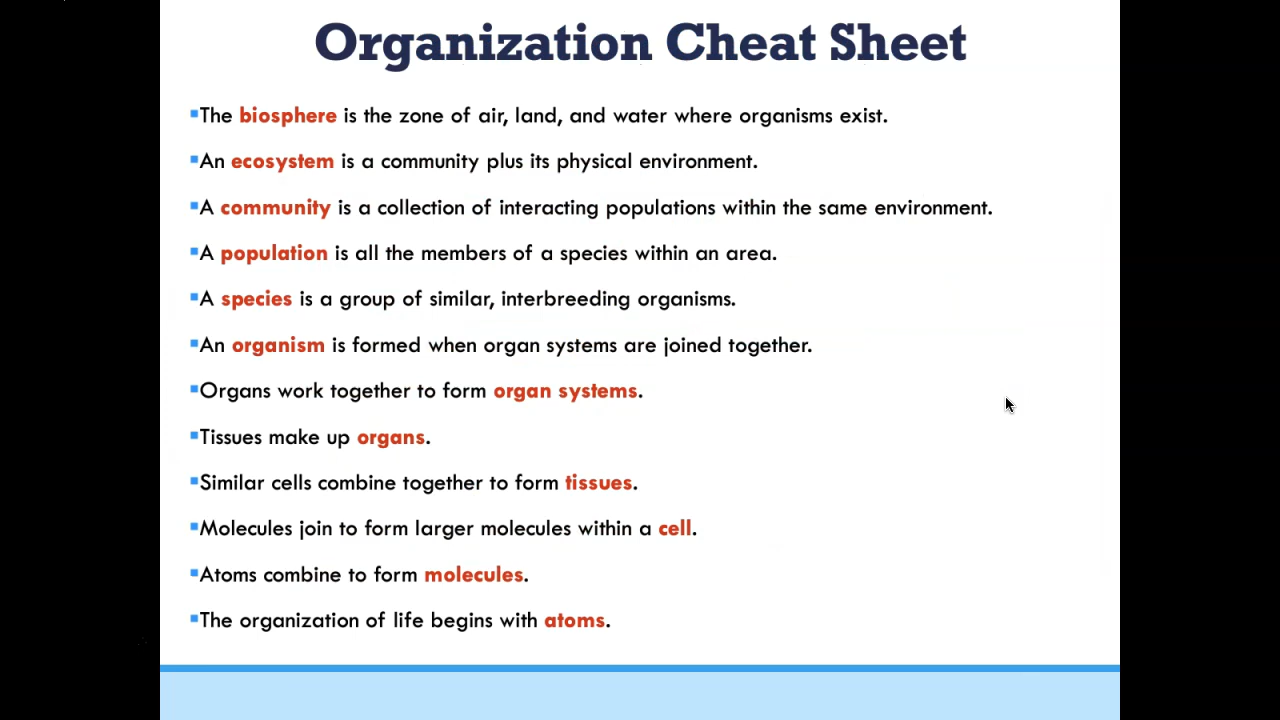 Organization Cheat Sheet
▪The biosphere is the zone of air, land, and water where organisms exist.
▪An ecosystem is a community plus its physical environment.
▪A community is a collection of interacting populations within the same environment.
▪A population is all the members of a species within an area.
▪A species is a group of similar, interbreeding organisms.
▪An organism is formed when organ systems are joined together.
▪Organs work together to form organ systems.
▪Tissues make up organs.
▪Similar cells combine together to form tissues.
▪Molecules join to form larger molecules within a cell.
▪Atoms combine to form molecules.
▪The organization of life begins with atoms.